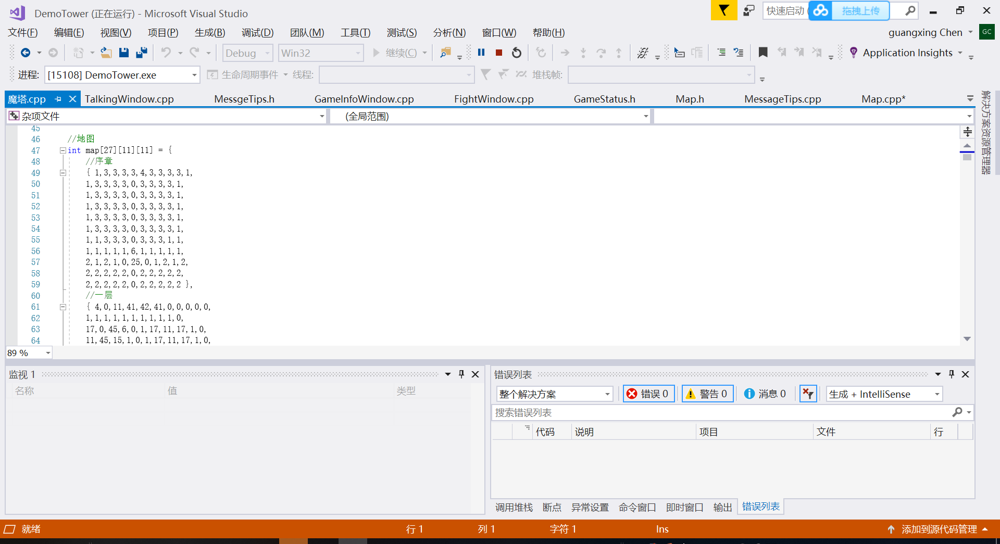 DemoTower (正在运行) - Microsoft Visual Studio
快速启动 (
拖拽上传
文件(F) 编辑(E) 视图(V) 项目(P) 生成(B) 调试(D) 团队(M) 工具(T) 测试(S) 分析(N) 窗口(W) 帮助(H)
guangxing Chen GC
Debug Win32 继续(C) Application Insights
进程: [15108] DemoTower.exe 生命周期事件 线程: 堆栈帧:
魔塔.cpp TalkingWindow.cpp MessgeTips.h GameInfoWindow.cpp FightWindow.cpp GameStatus.h Map.h MessageTips.cpp Map.cpp*
解决方案资源管理器
杂项文件 (全局范围)
45
46 //地图
47 int map[27][11][11] = {
48 //序章
49 { 1,3,3,3,3,4,3,3,3,3,1,
50 1,3,3,3,3,0,3,3,3,3,1,
51 1,3,3,3,3,0,3,3,3,3,1,
52 1,3,3,3,3,0,3,3,3,3,1,
53 1,3,3,3,3,0,3,3,3,3,1,
54 1,3,3,3,3,0,3,3,3,3,1,
55 1,1,3,3,3,0,3,3,3,1,1,
56 1,1,1,1,1,6,1,1,1,1,1,
57 2,1,2,1,0,25,0,1,2,1,2,
58 2,2,2,2,2,0,2,2,2,2,2,
59 2,2,2,2,2,0,2,2,2,2,2 },
60 //一层
61 { 4,0,11,41,42,41,0,0,0,0,0,
62 1,1,1,1,1,1,1,1,1,1,0,
63 17,0,45,6,0,1,17,11,17,1,0,
64 11,45,15,1,0,1,17,11,17,1,0,
89 %
监视 1
名称 值 类型
错误列表
整个解决方案 错误 0 警告 0 消息 0 生成 + IntelliSense
搜索错误列表
代码 说明 项目 文件 行
调用堆栈 断点 异常设置 命令窗口 即时窗口 输出 错误列表
就绪 行 1 列 1 字符 1 Ins 添加到源代码管理